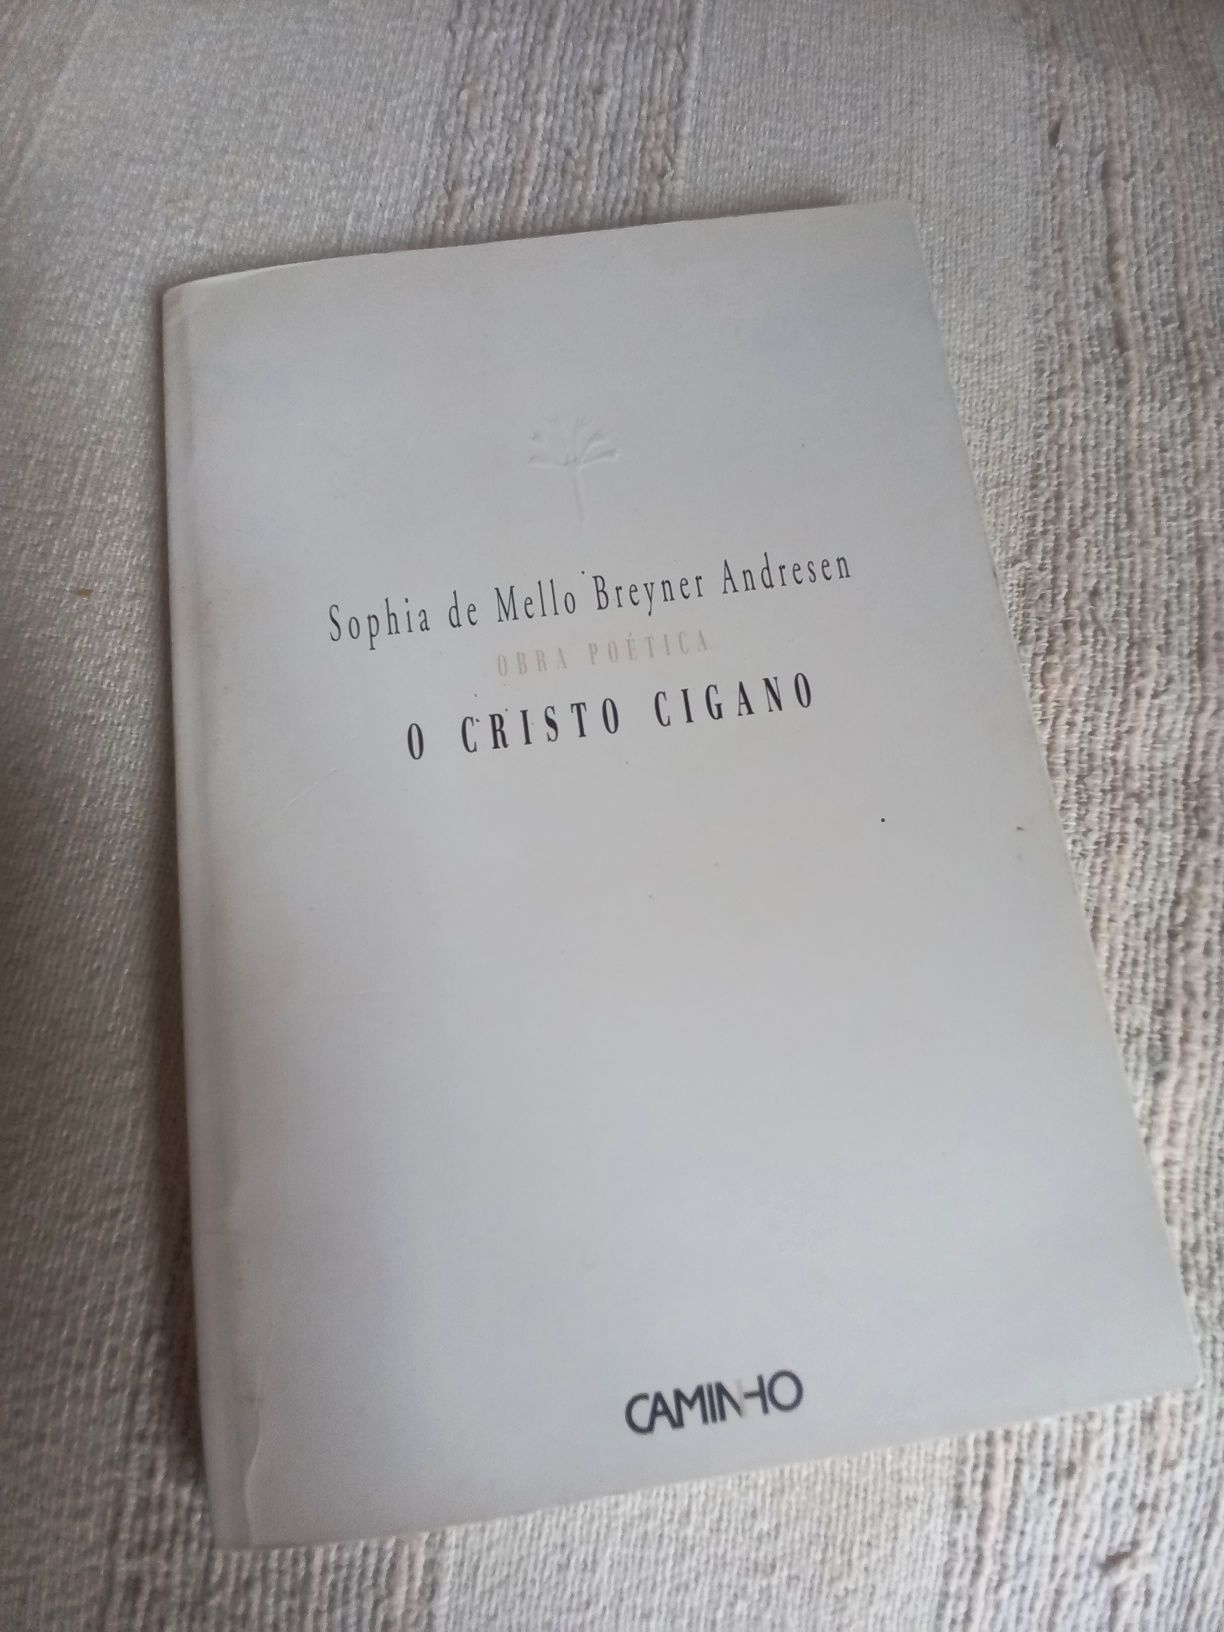 Sophia de Mello Breyner Andresen
OBRA POÉTICA
O CRISTO CIGANO
CAMINHO